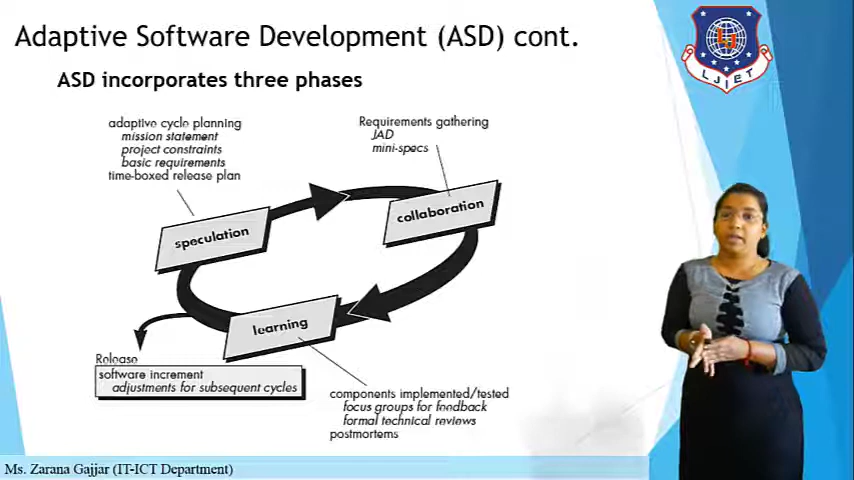 Adaptive Software Development (ASD) cont.
LJIET
ASD incorporates three phases
adaptive cycle planning
mission statement
project constraints
basic requirements
time-boxed release plan
Requirements gathering
JAD
mini-specs
speculation
collaboration
learning
Release
software increment
adjustments for subsequent cycles
components implemented/tested
focus groups for feedback
formal technical reviews
postmortems
Ms. Zarana Gajjar (IT-ICT Department)